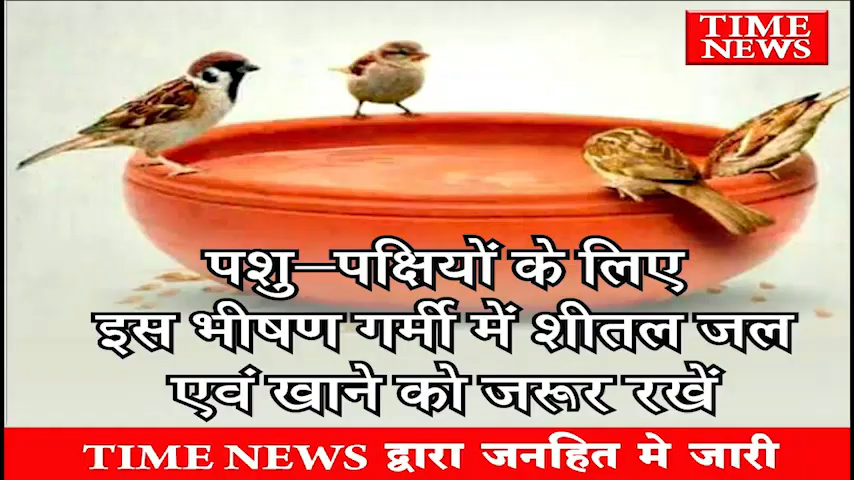 TIME
NEWS
पशु–पक्षियों के लिए
इस भीषण गर्मी में शीतल जल
एवं खाने को जरूर रखें
TIME NEWS द्वारा जनहित मे जारी